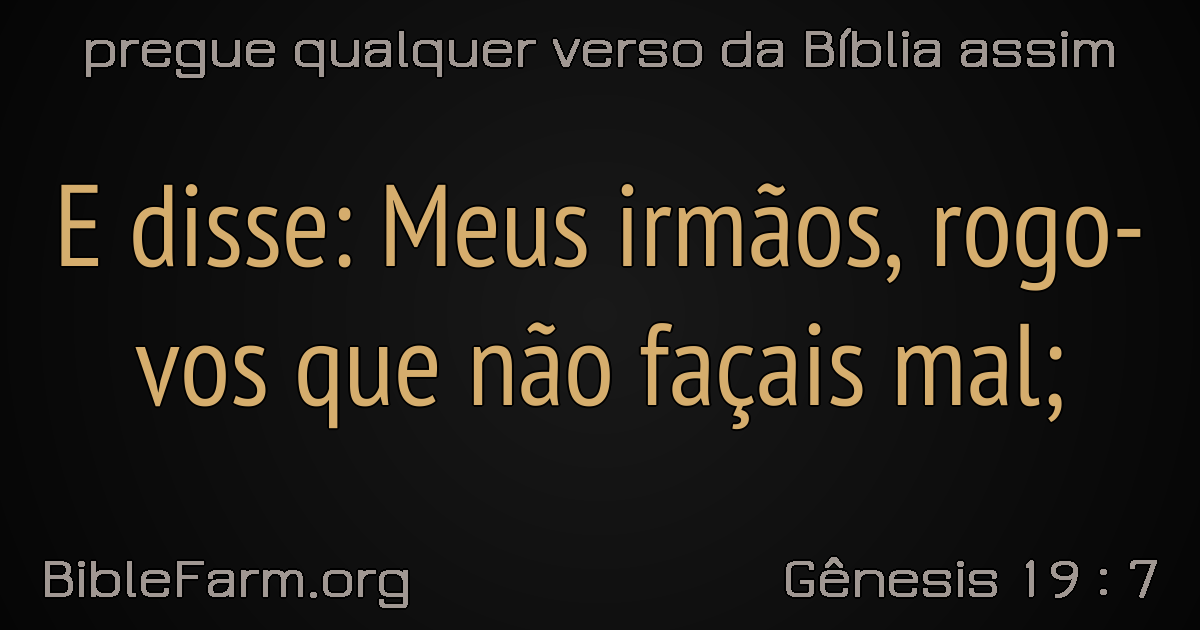 pregue qualquer verso da Bíblia assim
E disse: Meus irmãos, rogo-
vos que não façais mal;
BibleFarm.org
Gênesis 19 : 7